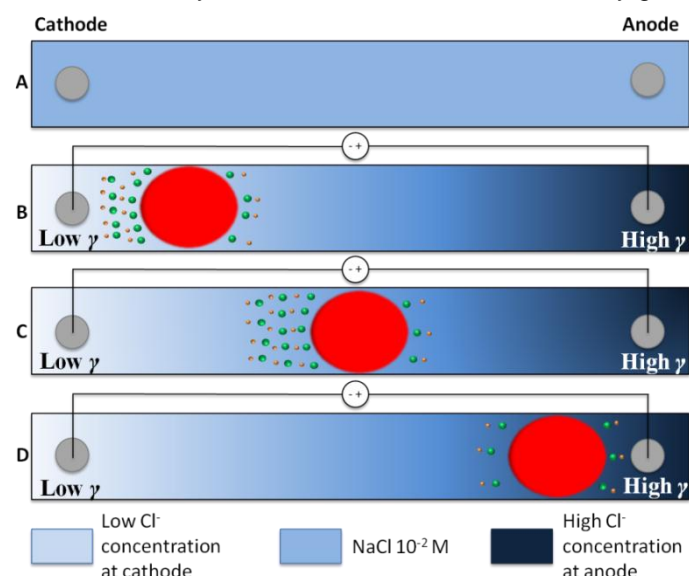 Cathode Anode
A
- +
B
Low γ High γ
- +
C
Low γ High γ
- +
D
Low γ High γ
Low Cl⁻
concentration
at cathode
NaCl 10⁻² M
High Cl⁻
concentration
at anode